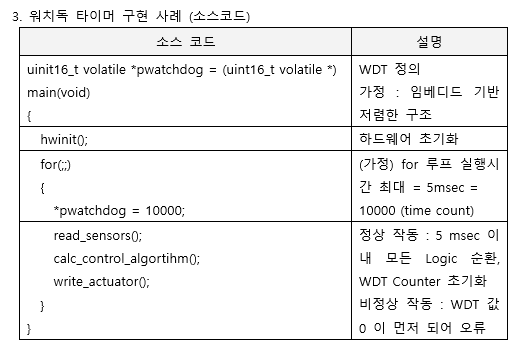 3. 워치독 타이머 구현 사례 (소스코드)
소스 코드
설명
uinit16_t volatile *pwatchdog = (uint16_t volatile *)
main(void)
{
WDT 정의
가정 : 임베디드 기반
저렴한 구조
hwinit();
하드웨어 초기화
for(;;)
{
*pwatchdog = 10000;
(가정) for 루프 실행시
간 최대 = 5msec =
10000 (time count)
read_sensors();
calc_control_algortihm();
write_actuator();
}
}
정상 작동 : 5 msec 이
내 모든 Logic 순환,
WDT Counter 초기화
비정상 작동 : WDT 값
0 이 먼저 되어 오류